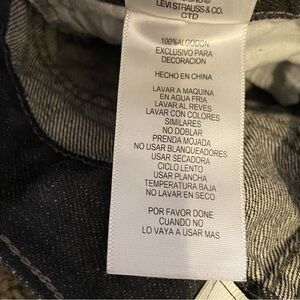 LEVI STRAUSS & CO.
CTD
100%ALGODON
EXCLUSIVO PARA
DECORACION
HECHO EN CHINA
LAVAR A MAQUINA
EN AGUA FRIA
LAVAR AL REVES
LAVAR CON COLORES
SIMILARES
NO DOBLAR
PRENDA MOJADA
NO USAR BLANQUEADORES
USAR SECADORA
CICLO LENTO
USAR PLANCHA
TEMPERATURA BAJA
NO LAVAR EN SECO
POR FAVOR DONE
CUANDO NO
LO VAYA A USAR MAS